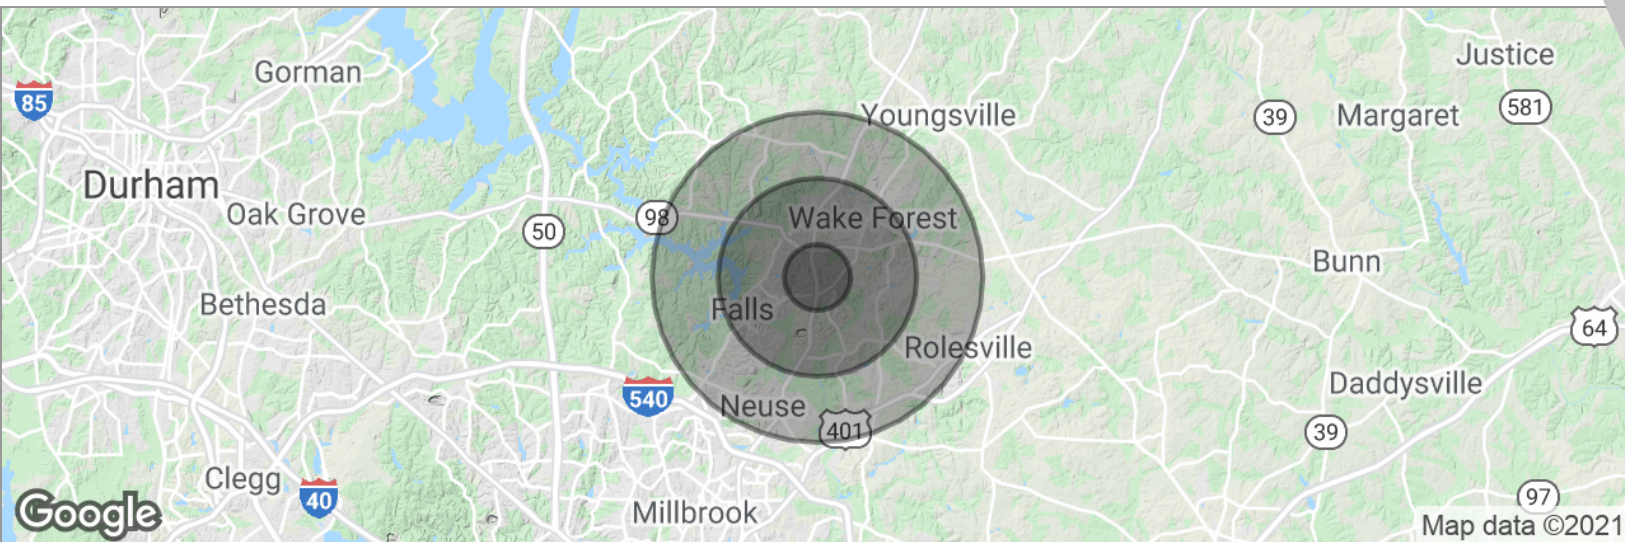 Justice
Gorman
85
581
Youngsville
39
Margaret
Durham
Oak Grove
98
Wake Forest
50
Bunn
Bethesda
Falls
64
Rolesville
Daddysville
540
Neuse
401
39
Clegg
40
97
Google
Millbrook
Map data ©2021